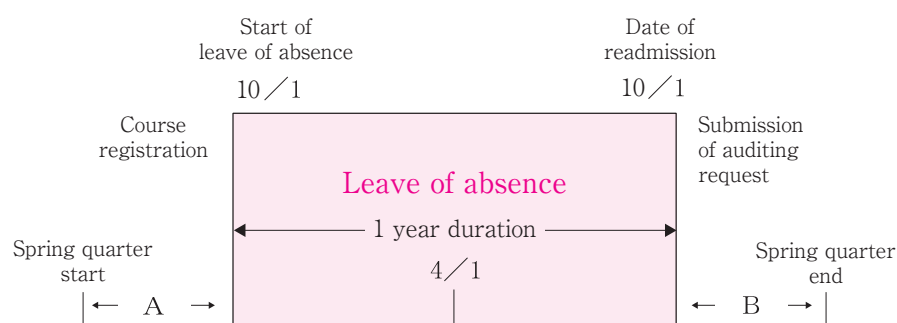 Start of
leave of absence
10／1
Date of
readmission
10／1
Course
registration
Submission
of auditing
request
Leave of absence
1 year duration
4／1
Spring quarter
start
Spring quarter
end
A
B